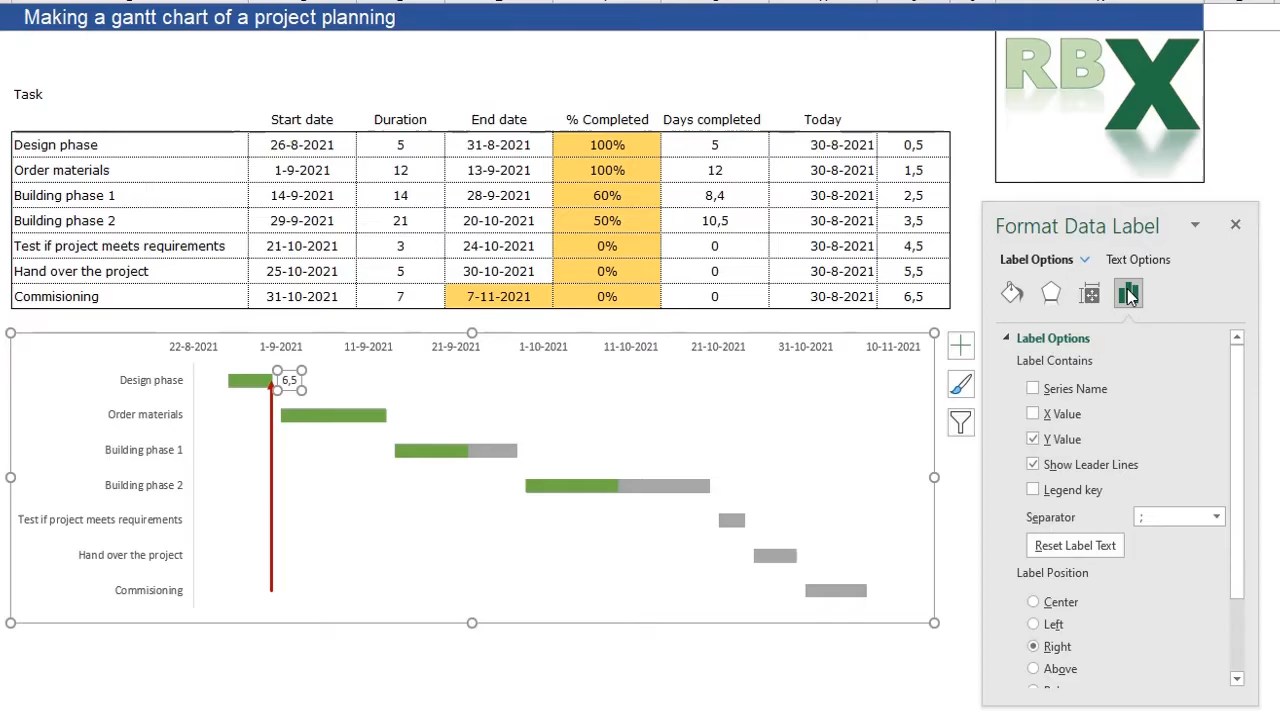 Making a gantt chart of a project planning
RBX
Task
Start date Duration End date % Completed Days completed Today
Design phase 26-8-2021 5 31-8-2021 100% 5 30-8-2021 0,5
Order materials 1-9-2021 12 13-9-2021 100% 12 30-8-2021 1,5
Building phase 1 14-9-2021 14 28-9-2021 60% 8,4 30-8-2021 2,5
Building phase 2 29-9-2021 21 20-10-2021 50% 10,5 30-8-2021 3,5
Test if project meets requirements 21-10-2021 3 24-10-2021 0% 0 30-8-2021 4,5
Hand over the project 25-10-2021 5 30-10-2021 0% 0 30-8-2021 5,5
Commisioning 31-10-2021 7 7-11-2021 0% 0 30-8-2021 6,5
22-8-2021 1-9-2021 11-9-2021 21-9-2021 1-10-2021 11-10-2021 21-10-2021 31-10-2021 10-11-2021
Design phase 6,5
Order materials
Building phase 1
Building phase 2
Test if project meets requirements
Hand over the project
Commisioning
Format Data Label
Label Options Text Options
Label Options
Label Contains
Series Name
X Value
Y Value
Show Leader Lines
Legend key
Separator ;
Reset Label Text
Label Position
Center
Left
Right
Above